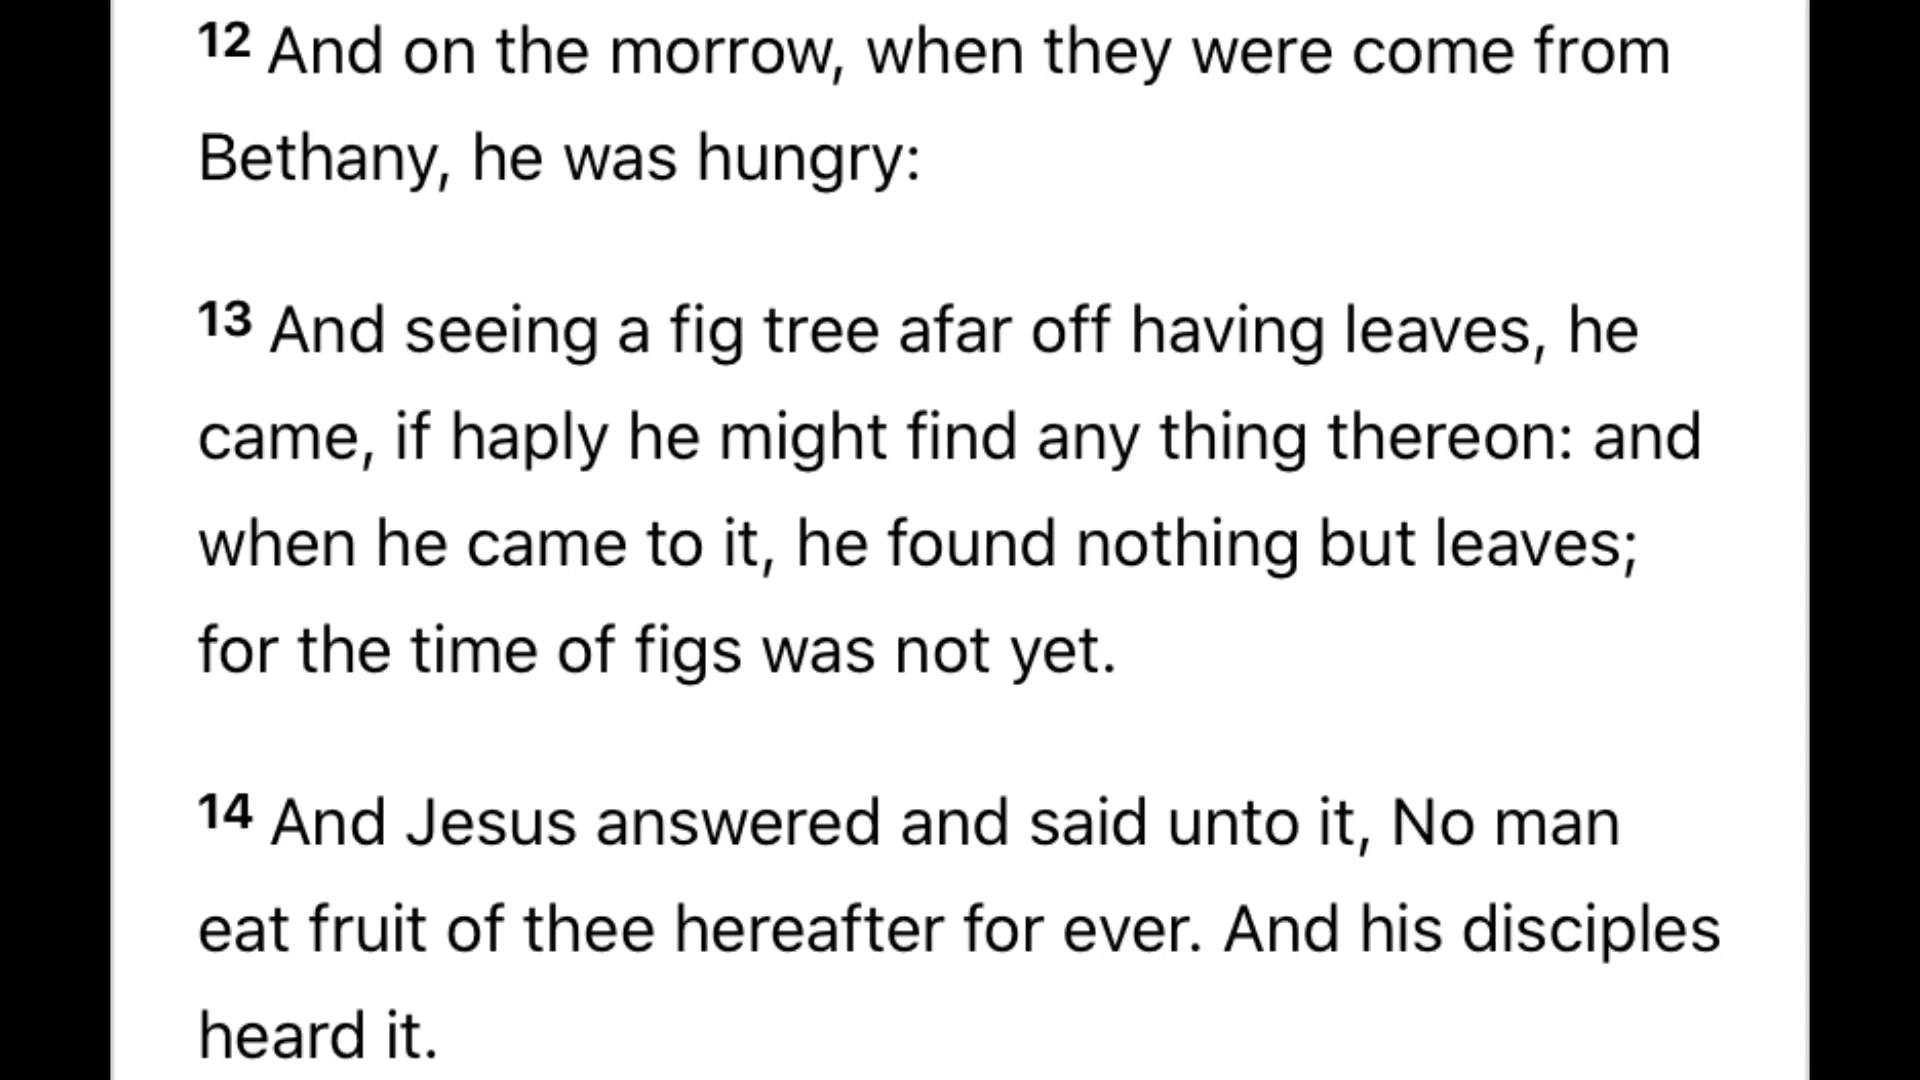 12 And on the morrow, when they were come from
Bethany, he was hungry:
13 And seeing a fig tree afar off having leaves, he
came, if haply he might find any thing thereon: and
when he came to it, he found nothing but leaves;
for the time of figs was not yet.
14 And Jesus answered and said unto it, No man
eat fruit of thee hereafter for ever. And his disciples
heard it.